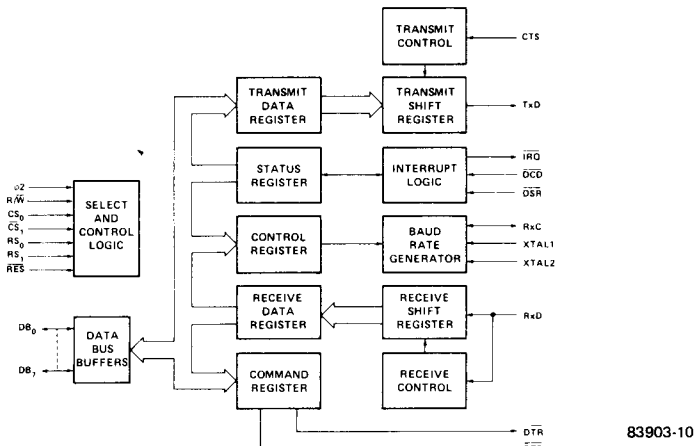 TRANSMIT
CONTROL
CTS
TRANSMIT
DATA
REGISTER
TRANSMIT
SHIFT
REGISTER
TxD
STATUS
REGISTER
INTERRUPT
LOGIC
IRQ
DCD
DSR
ø2
R/W
CS0
CS1
RS0
RS1
RES
SELECT
AND
CONTROL
LOGIC
CONTROL
REGISTER
BAUD
RATE
GENERATOR
RxC
XTAL1
XTAL2
RECEIVE
DATA
REGISTER
RECEIVE
SHIFT
REGISTER
RxD
DB0
DB7
DATA
BUS
BUFFERS
COMMAND
REGISTER
RECEIVE
CONTROL
DTR
83903-10